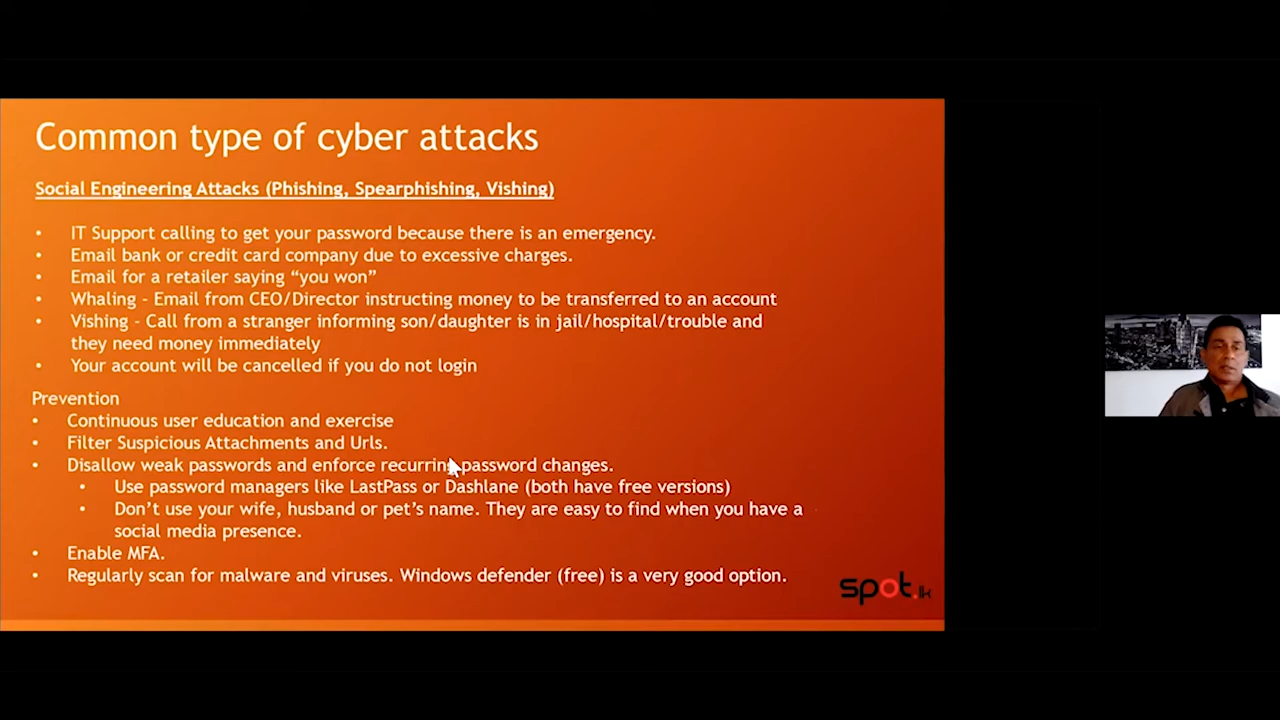 Common type of cyber attacks
Social Engineering Attacks (Phishing, Spearphishing, Vishing)
• IT Support calling to get your password because there is an emergency.
• Email bank or credit card company due to excessive charges.
• Email for a retailer saying “you won”
• Whaling – Email from CEO/Director instructing money to be transferred to an account
• Vishing – Call from a stranger informing son/daughter is in jail/hospital/trouble and
they need money immediately
• Your account will be cancelled if you do not login
Prevention
• Continuous user education and exercise
• Filter Suspicious Attachments and Urls.
• Disallow weak passwords and enforce recurring password changes.
• Use password managers like LastPass or Dashlane (both have free versions)
• Don’t use your wife, husband or pet’s name. They are easy to find when you have a
social media presence.
• Enable MFA.
• Regularly scan for malware and viruses. Windows defender (free) is a very good option.
spot.lk